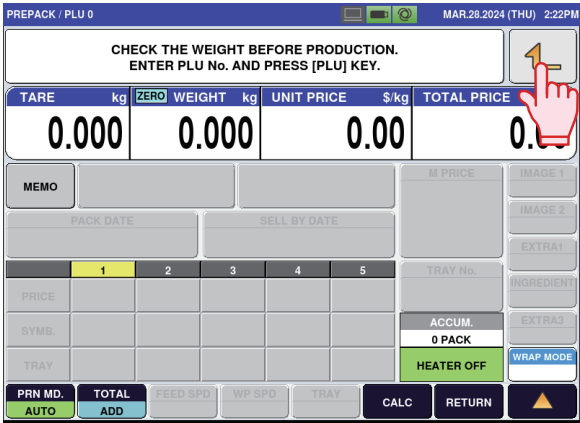 PREPACK / PLU 0 MAR.28.2024 (THU) 2:22PM
CHECK THE WEIGHT BEFORE PRODUCTION.
ENTER PLU No. AND PRESS [PLU] KEY.
TARE kg ZERO WEIGHT kg UNIT PRICE $/kg TOTAL PRICE
0.000 0.000 0.00 0.00
MEMO M PRICE IMAGE 1
IMAGE 2
PACK DATE SELL BY DATE
EXTRA1
1 2 3 4 5 TRAY No.
INGREDIENT
PRICE
EXTRA3
SYMB. ACCUM.
0 PACK
TRAY HEATER OFF WRAP MODE
PRN MD. TOTAL FEED SPD WP SPD TRAY CALC RETURN
AUTO ADD